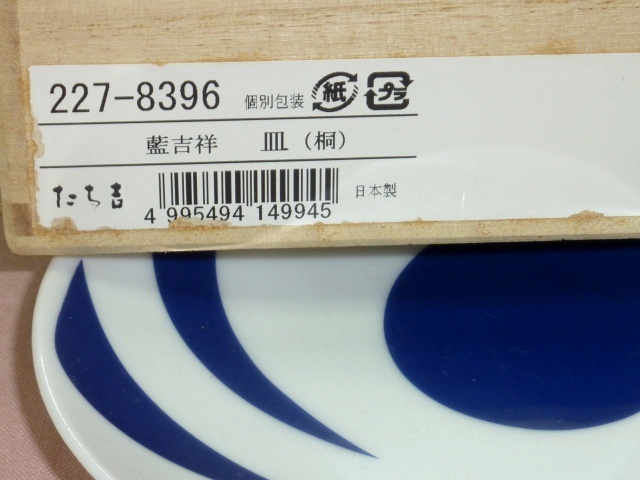 227-8396 個別包装 紙 プラ
藍吉祥 皿（桐）
たち吉 日本製
4 995494 149945